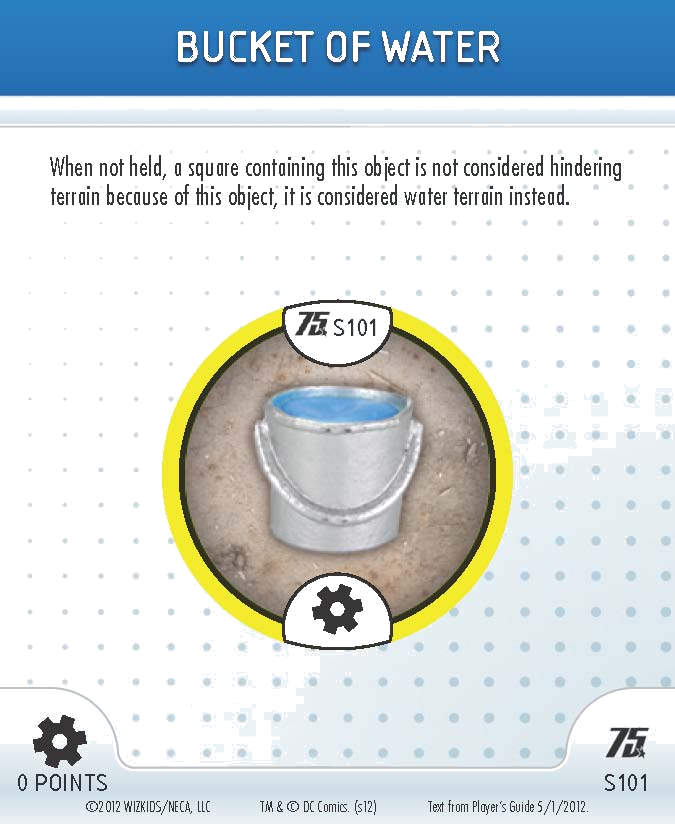 BUCKET OF WATER
When not held, a square containing this object is not considered hindering
terrain because of this object, it is considered water terrain instead.
75 S101
0 POINTS
75
S101
©2012 WIZKIDS/NECA, LLC TM & © DC Comics. (s12) Text from Player's Guide 5/1/2012.